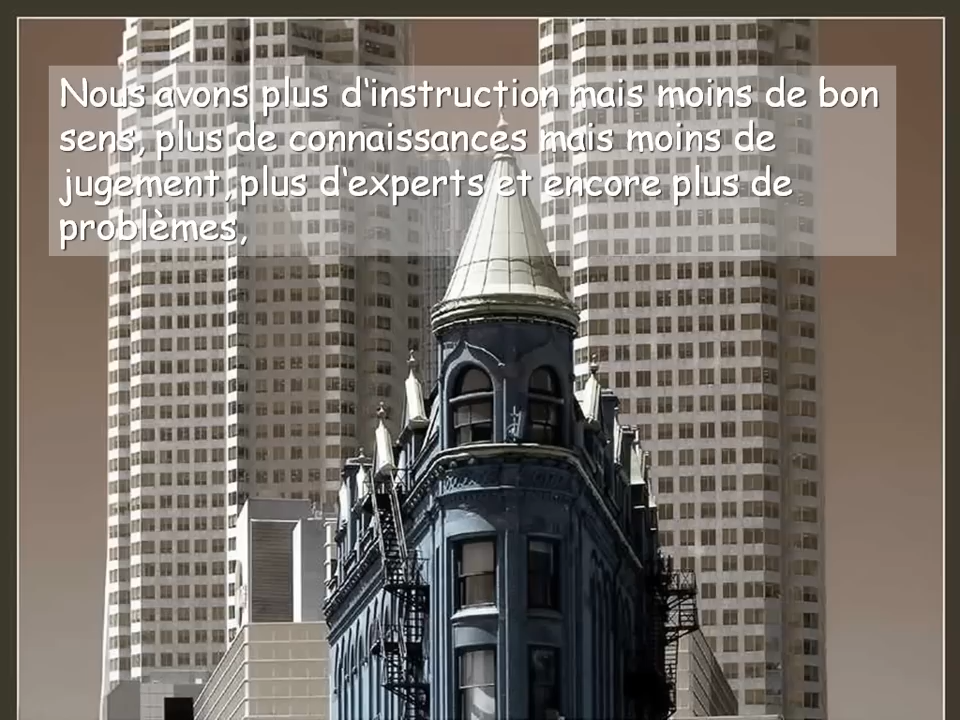 Nous avons plus d‘instruction mais moins de bon
sens, plus de connaissances mais moins de
jugement, plus d‘experts et encore plus de
problèmes,